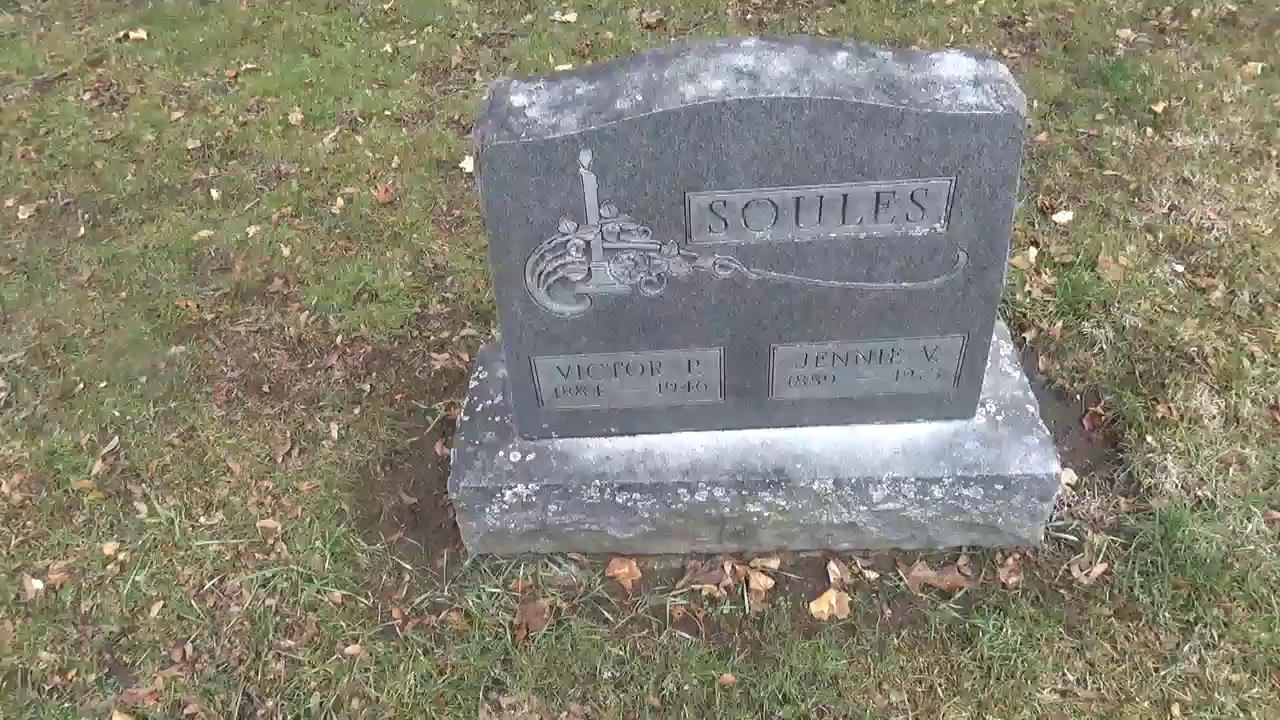 SOULES
VICTOR P.
1884 — 1946
JENNIE V.
1889 —